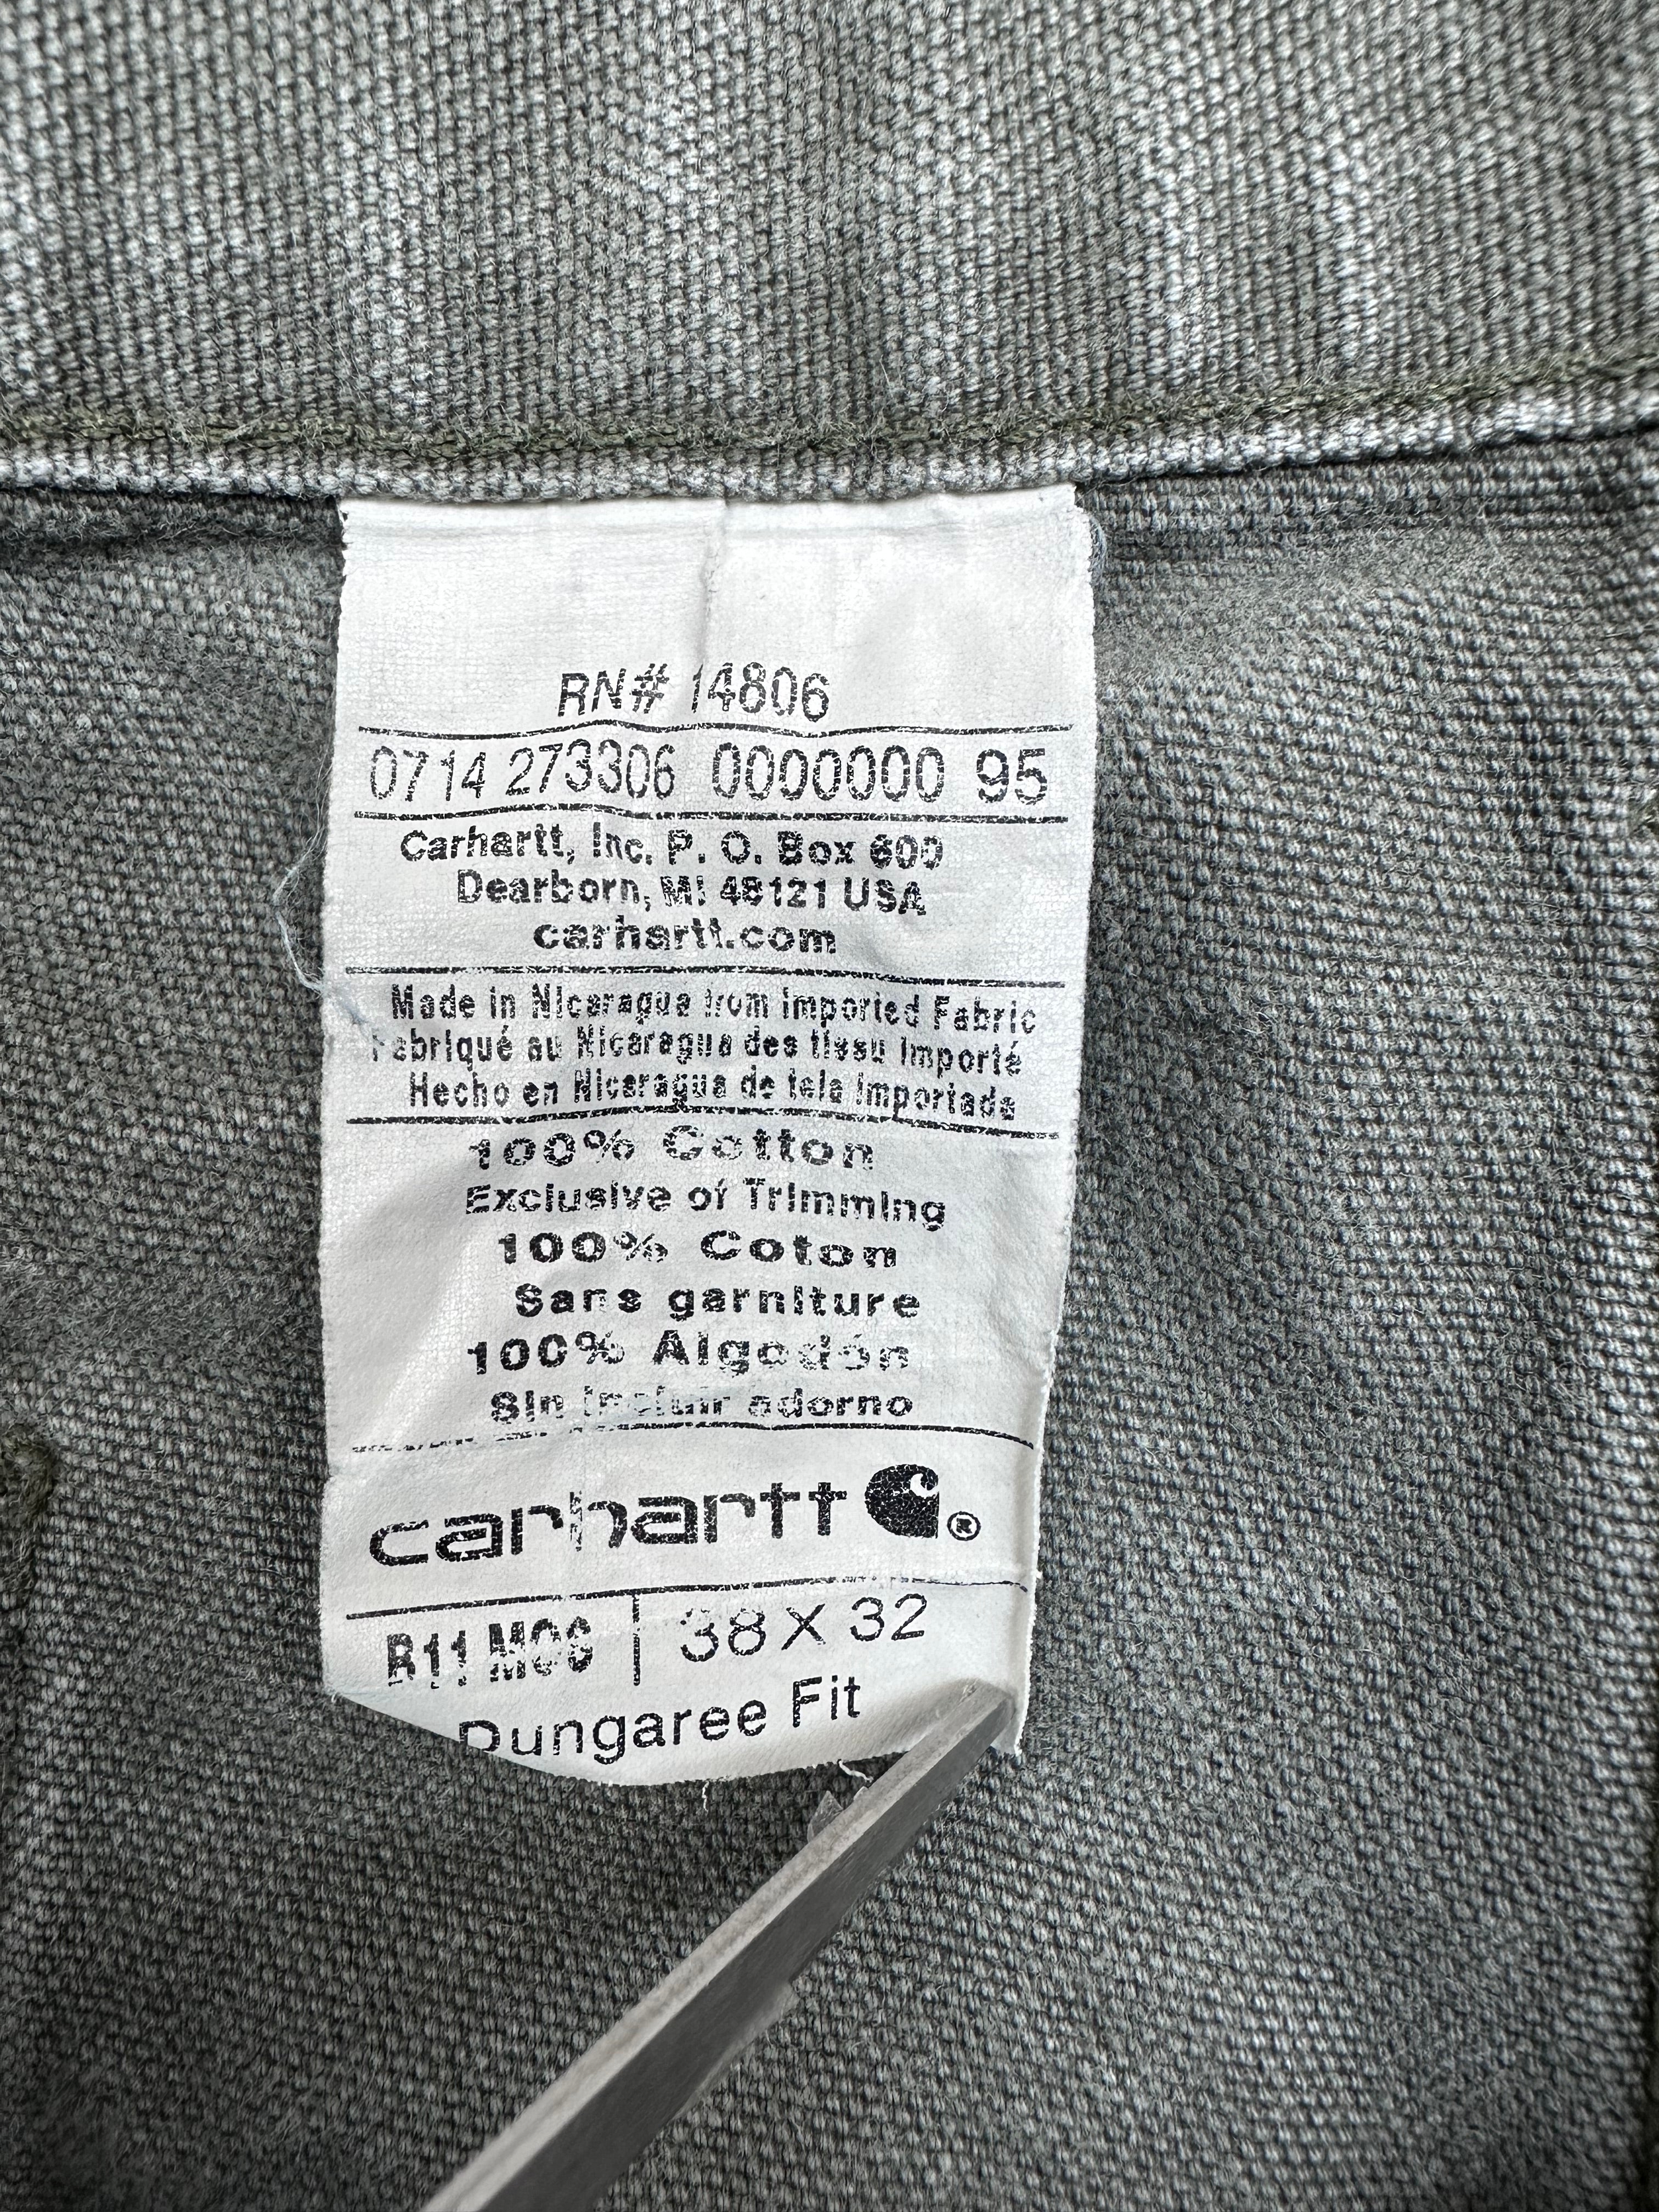 RN# 14806
0714 273306 0000000 95
Carhartt, Inc. P. O. Box 600
Dearborn, MI 48121 USA
carhartt.com
Made in Nicaragua from Imported Fabric
Fabriqué au Nicaragua des tissu Importé
Hecho en Nicaragua de tela Importada
100% Cotton
Exclusive of Trimming
100% Coton
Sans garniture
100% Algodón
Sin incluir adorno
carhartt ®
B11 MOS 38 X 32
Dungaree Fit